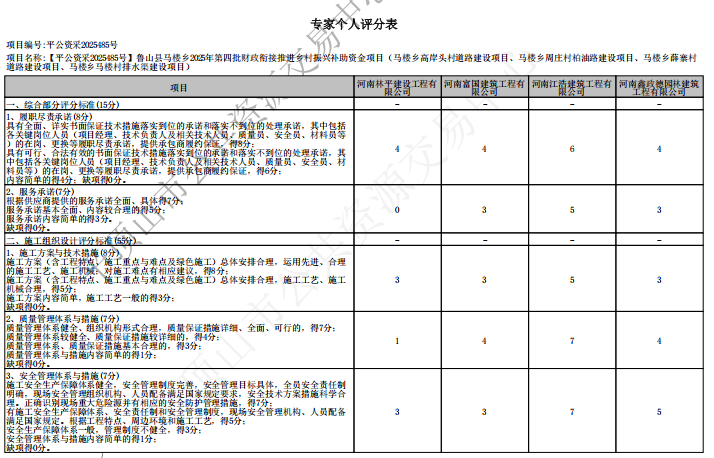 专家个人评分表
项目编号:平公资采2025485号
项目名称:【平公资采2025485号】鲁山县马楼乡2025年第四批财政衔接推进乡村振兴补助资金项目（马楼乡高岸头村道路建设项目、马楼乡周庄村柏油路建设项目、马楼乡薛寨村
道路建设项目、马楼乡马楼村排水渠建设项目）
项目 河南林平建设工程有限公司 河南富国建筑工程有限公司 河南江浩建筑工程有限公司 河南鑫政德园林建筑工程有限公司
一、综合部分评分标准(15分) - - - -
1、履职尽责承诺(8分)
具有全面、详实书面保证技术措施落实到位的承诺和落实不到位的处理承诺，其中包括
各关键岗位人员（项目经理、技术负责人及相关技术人员、质量员、安全员、材料员等
）的在岗、更换等履职尽责承诺，提供承包商履约保证，得8分；
具有可行、合法有效的书面保证技术措施落实到位的承诺和落实不到位的处理承诺，其
中包括各关键岗位人员（项目经理、技术负责人及相关技术人员、质量员、安全员、材
料员等）的在岗、更换等履职尽责承诺，提供承包商履约保证，得6分；
内容简单的得4分；缺项得0分。
4 4 6 4
2、服务承诺(7分)
根据供应商提供的服务承诺全面、具体得7分；
服务承诺基本全面、内容较合理的得5分；
服务承诺内容简单的得3分。
缺项得0分。
0 3 5 3
二、施工组织设计评分标准(55分) - - - -
1、施工方案与技术措施(8分)
施工方案（含工程特点、施工重点与难点及绿色施工）总体安排合理，运用先进、合理
的施工工艺、施工机械，对施工难点有相应建议，得8分；
施工方案（含工程特点、施工重点与难点及绿色施工）总体安排合理，施工工艺、施工
机械合理，得5分；
施工方案内容简单，施工工艺一般的得3分；
缺项得0分。
3 3 5 3
2、质量管理体系与措施(7分)
质量管理体系健全、组织机构形式合理，质量保证措施详细、全面、可行的，得7分；
质量管理体系较健全、质量保证措施较详细的，得4分；
质量管理体系、质量保证措施基本合理的，得3分；
质量管理体系与措施内容简单的得1分；
缺项得0分。
1 4 7 4
3、安全管理体系与措施(7分)
施工安全生产保障体系健全，安全管理制度完善，安全管理目标具体，全员安全责任制
明确，现场安全管理组织机构、人员配备满足国家规定要求，安全技术方案措施科学合
理。正确识别现场重大危险源并有相应的安全防护管理措施，得7分；
有施工安全生产保障体系、安全责任制和安全管理制度，现场安全管理机构、人员配备
满足国家规定。根据工程特点、周边环境和施工工艺，得5分；
安全生产保障体系一般，管理制度不健全，得3分；
安全管理体系与措施内容简单的得1分；
缺项得0分。
3 3 7 5